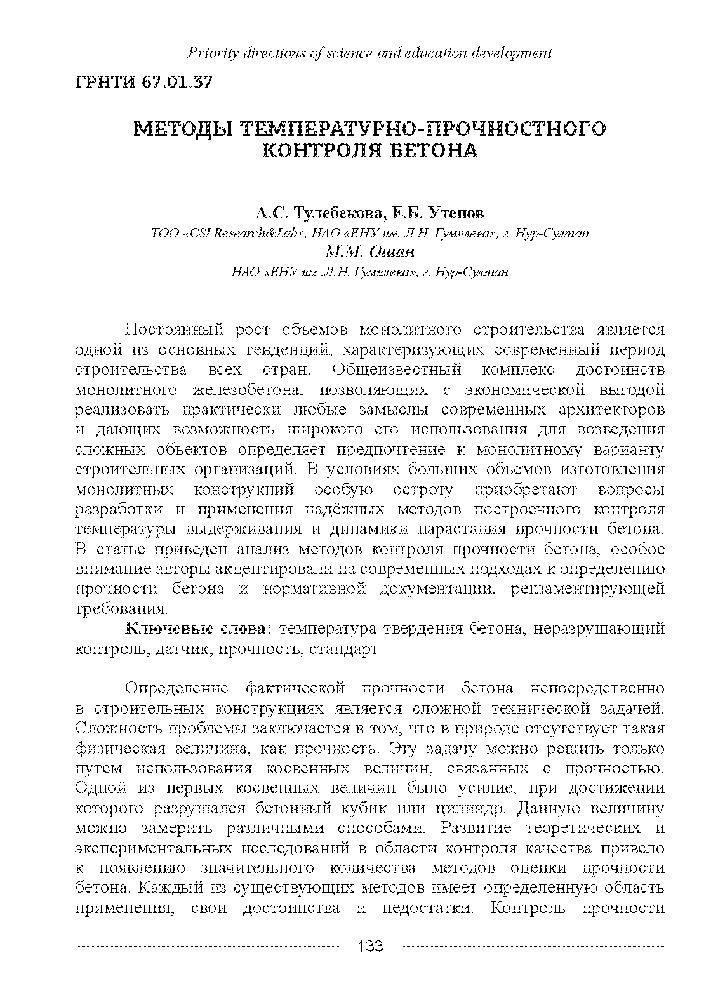 Priority directions of science and education development
ГРНТИ 67.01.37
МЕТОДЫ ТЕМПЕРАТУРНО-ПРОЧНОСТНОГО
КОНТРОЛЯ БЕТОНА
А.С. Тулебекова, Е.Б. Утепов
ТОО «CSI Research&Lab», НАО «ЕНУ им. Л.Н. Гумилева», г. Нур-Султан
М.М. Ошан
НАО «ЕНУ им .Л.Н. Гумилева», г. Нур-Султан
Постоянный рост объемов монолитного строительства является
одной из основных тенденций, характеризующих современный период
строительства всех стран. Общеизвестный комплекс достоинств
монолитного железобетона, позволяющих с экономической выгодой
реализовать практически любые замыслы современных архитекторов
и дающих возможность широкого его использования для возведения
сложных объектов определяет предпочтение к монолитному варианту
строительных организаций. В условиях больших объемов изготовления
монолитных конструкций особую остроту приобретают вопросы
разработки и применения надёжных методов построечного контроля
температуры выдерживания и динамики нарастания прочности бетона.
В статье приведен анализ методов контроля прочности бетона, особое
внимание авторы акцентировали на современных подходах к определению
прочности бетона и нормативной документации, регламентирующей
требования.
Ключевые слова: температура твердения бетона, неразрушающий
контроль, датчик, прочность, стандарт
Определение фактической прочности бетона непосредственно
в строительных конструкциях является сложной технической задачей.
Сложность проблемы заключается в том, что в природе отсутствует такая
физическая величина, как прочность. Эту задачу можно решить только
путем использования косвенных величин, связанных с прочностью.
Одной из первых косвенных величин было усилие, при достижении
которого разрушался бетонный кубик или цилиндр. Данную величину
можно замерить различными способами. Развитие теоретических и
экспериментальных исследований в области контроля качества привело
к появлению значительного количества методов оценки прочности
бетона. Каждый из существующих методов имеет определенную область
применения, свои достоинства и недостатки. Контроль прочности
133